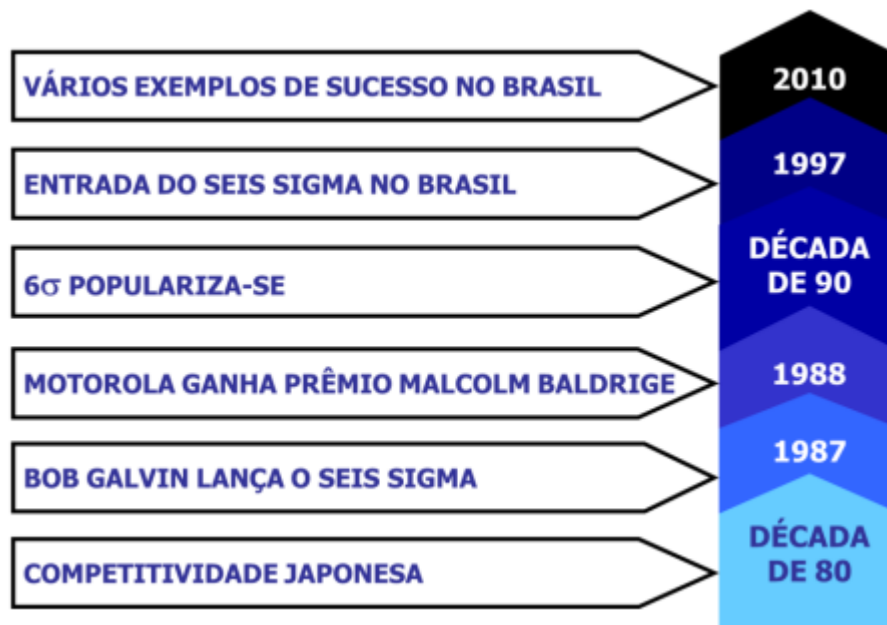 VÁRIOS EXEMPLOS DE SUCESSO NO BRASIL
2010
ENTRADA DO SEIS SIGMA NO BRASIL
1997
6σ POPULARIZA-SE
DÉCADA
DE 90
MOTOROLA GANHA PRÊMIO MALCOLM BALDRIGE
1988
BOB GALVIN LANÇA O SEIS SIGMA
1987
COMPETITIVIDADE JAPONESA
DÉCADA
DE 80